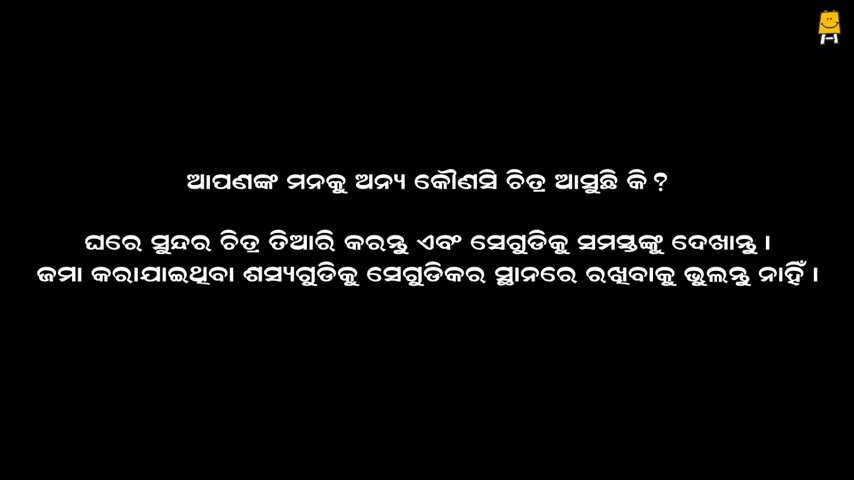 ଆପଣଙ୍କ ମନକୁ ଅନ୍ୟ କୌଣସି ଚିତ୍ର ଆସୁଛି କି ?
ଘରେ ସୁନ୍ଦର ଚିତ୍ର ତିଆରି କରନ୍ତୁ ଏବଂ ସେଗୁଡିକୁ ସମସ୍ତଙ୍କୁ ଦେଖାନ୍ତୁ ।
ଜମା କରାଯାଇଥିବା ଶସ୍ୟଗୁଡିକୁ ସେଗୁଡିକର ସ୍ଥାନରେ ରଖିବାକୁ ଭୁଲନ୍ତୁ ନାହିଁ ।